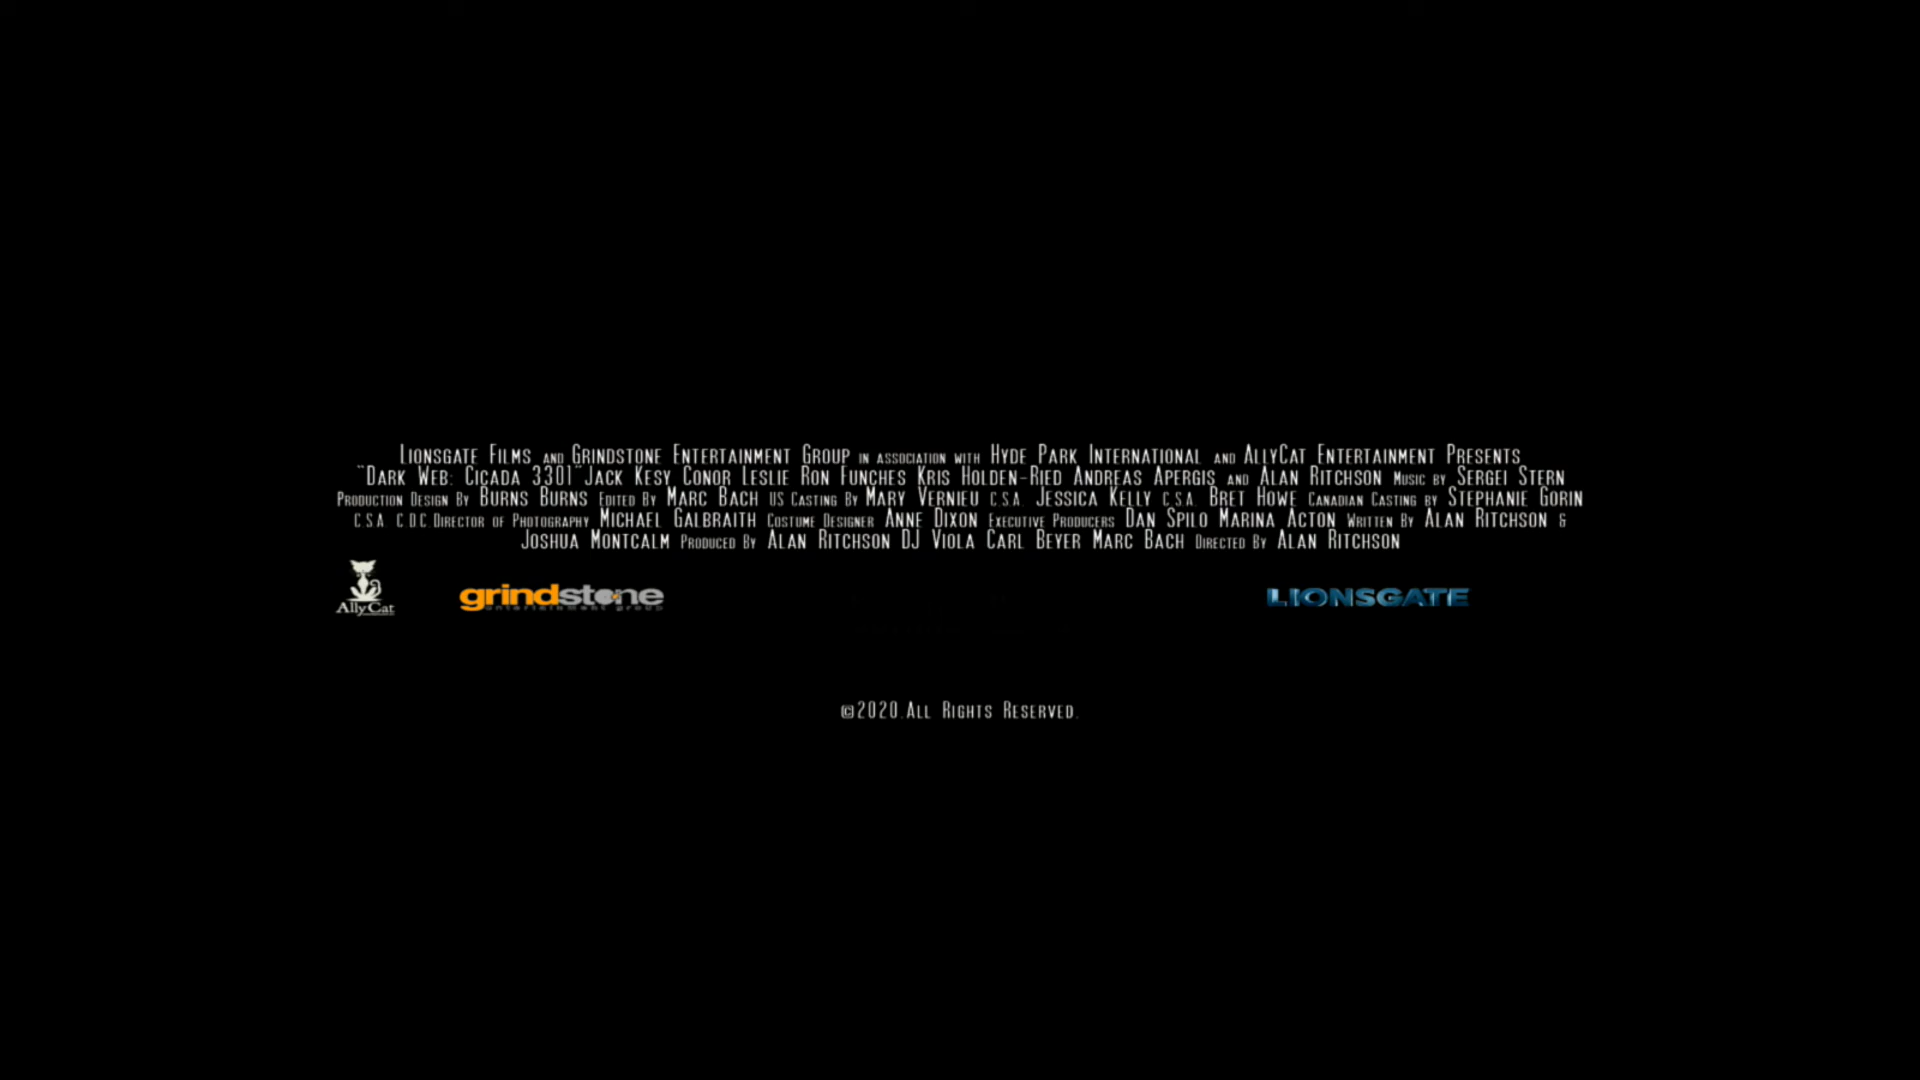 Lionsgate Films and Grindstone Entertainment Group in association with Hyde Park International and AllyCat Entertainment Presents
"Dark Web: Cicada 3301" Jack Kesy Conor Leslie Ron Funches Kris Holden-Ried Andreas Apergis and Alan Ritchson Music by Sergei Stern
Production Design By Burns Burns Edited By Marc Bach US Casting By Mary Vernieu C.S.A. Jessica Kelly C.S.A. Bret Howe Canadian Casting by Stephanie Gorin
C.S.A. C.D.C. Director of Photography Michael Galbraith Costume Designer Anne Dixon Executive Producers Dan Spilo Marina Acton Written By Alan Ritchson &
Joshua Montcalm Produced By Alan Ritchson DJ Viola Carl Beyer Marc Bach Directed By Alan Ritchson
AllyCat
grindstone
entertainment group
LIONSGATE
©2020.All Rights Reserved.